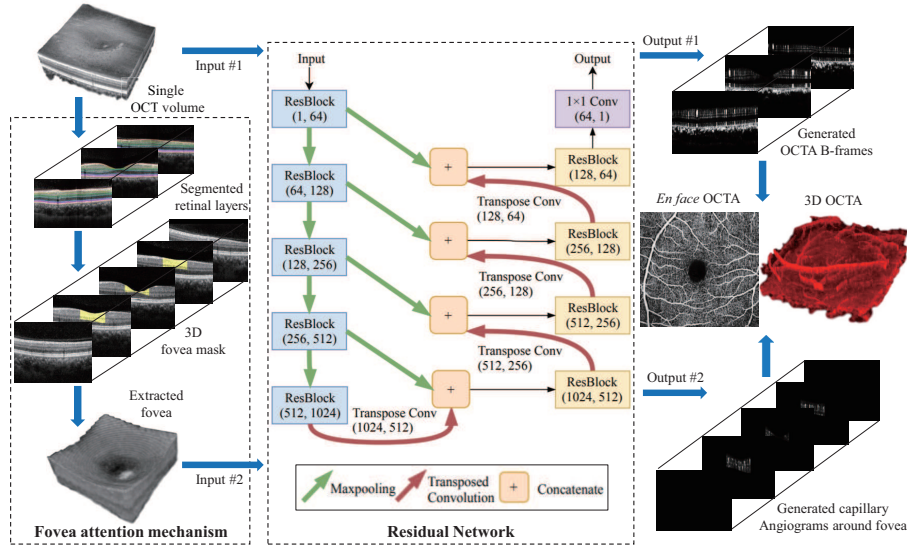 Single
OCT volume
Segmented
retinal layers
3D
fovea mask
Extracted
fovea
Fovea attention mechanism
Input #1
Input #2
Input
ResBlock
(1, 64)
ResBlock
(64, 128)
ResBlock
(128, 256)
ResBlock
(256, 512)
ResBlock
(512, 1024)
Transpose Conv
(1024, 512)
Output
1×1 Conv
(64, 1)
+
ResBlock
(128, 64)
Transpose Conv
(128, 64)
+
ResBlock
(256, 128)
Transpose Conv
(256, 128)
+
ResBlock
(512, 256)
Transpose Conv
(512, 256)
+
ResBlock
(1024, 512)
Maxpooling
Transposed
Convolution
+
Concatenate
Residual Network
Output #1
Generated
OCTA B-frames
En face OCTA
3D OCTA
Output #2
Generated capillary
Angiograms around fovea